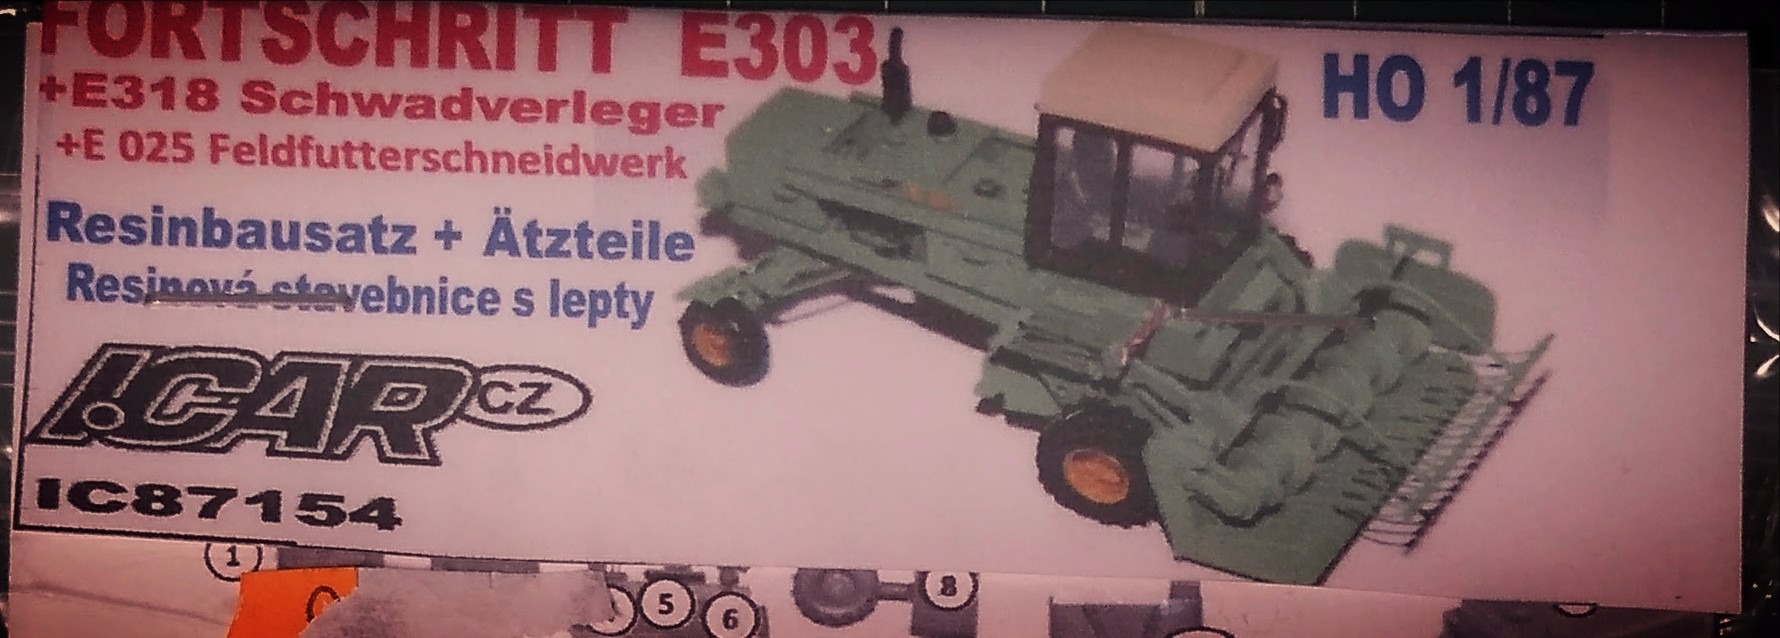 FORTSCHRITT E303
+E318 Schwadverleger
+E 025 Feldfutterschneidwerk
HO 1/87
Resinbausatz + Ätzteile
Resinová stavebnice s lepty
!CAR CZ
IC87154
1
5
6
8